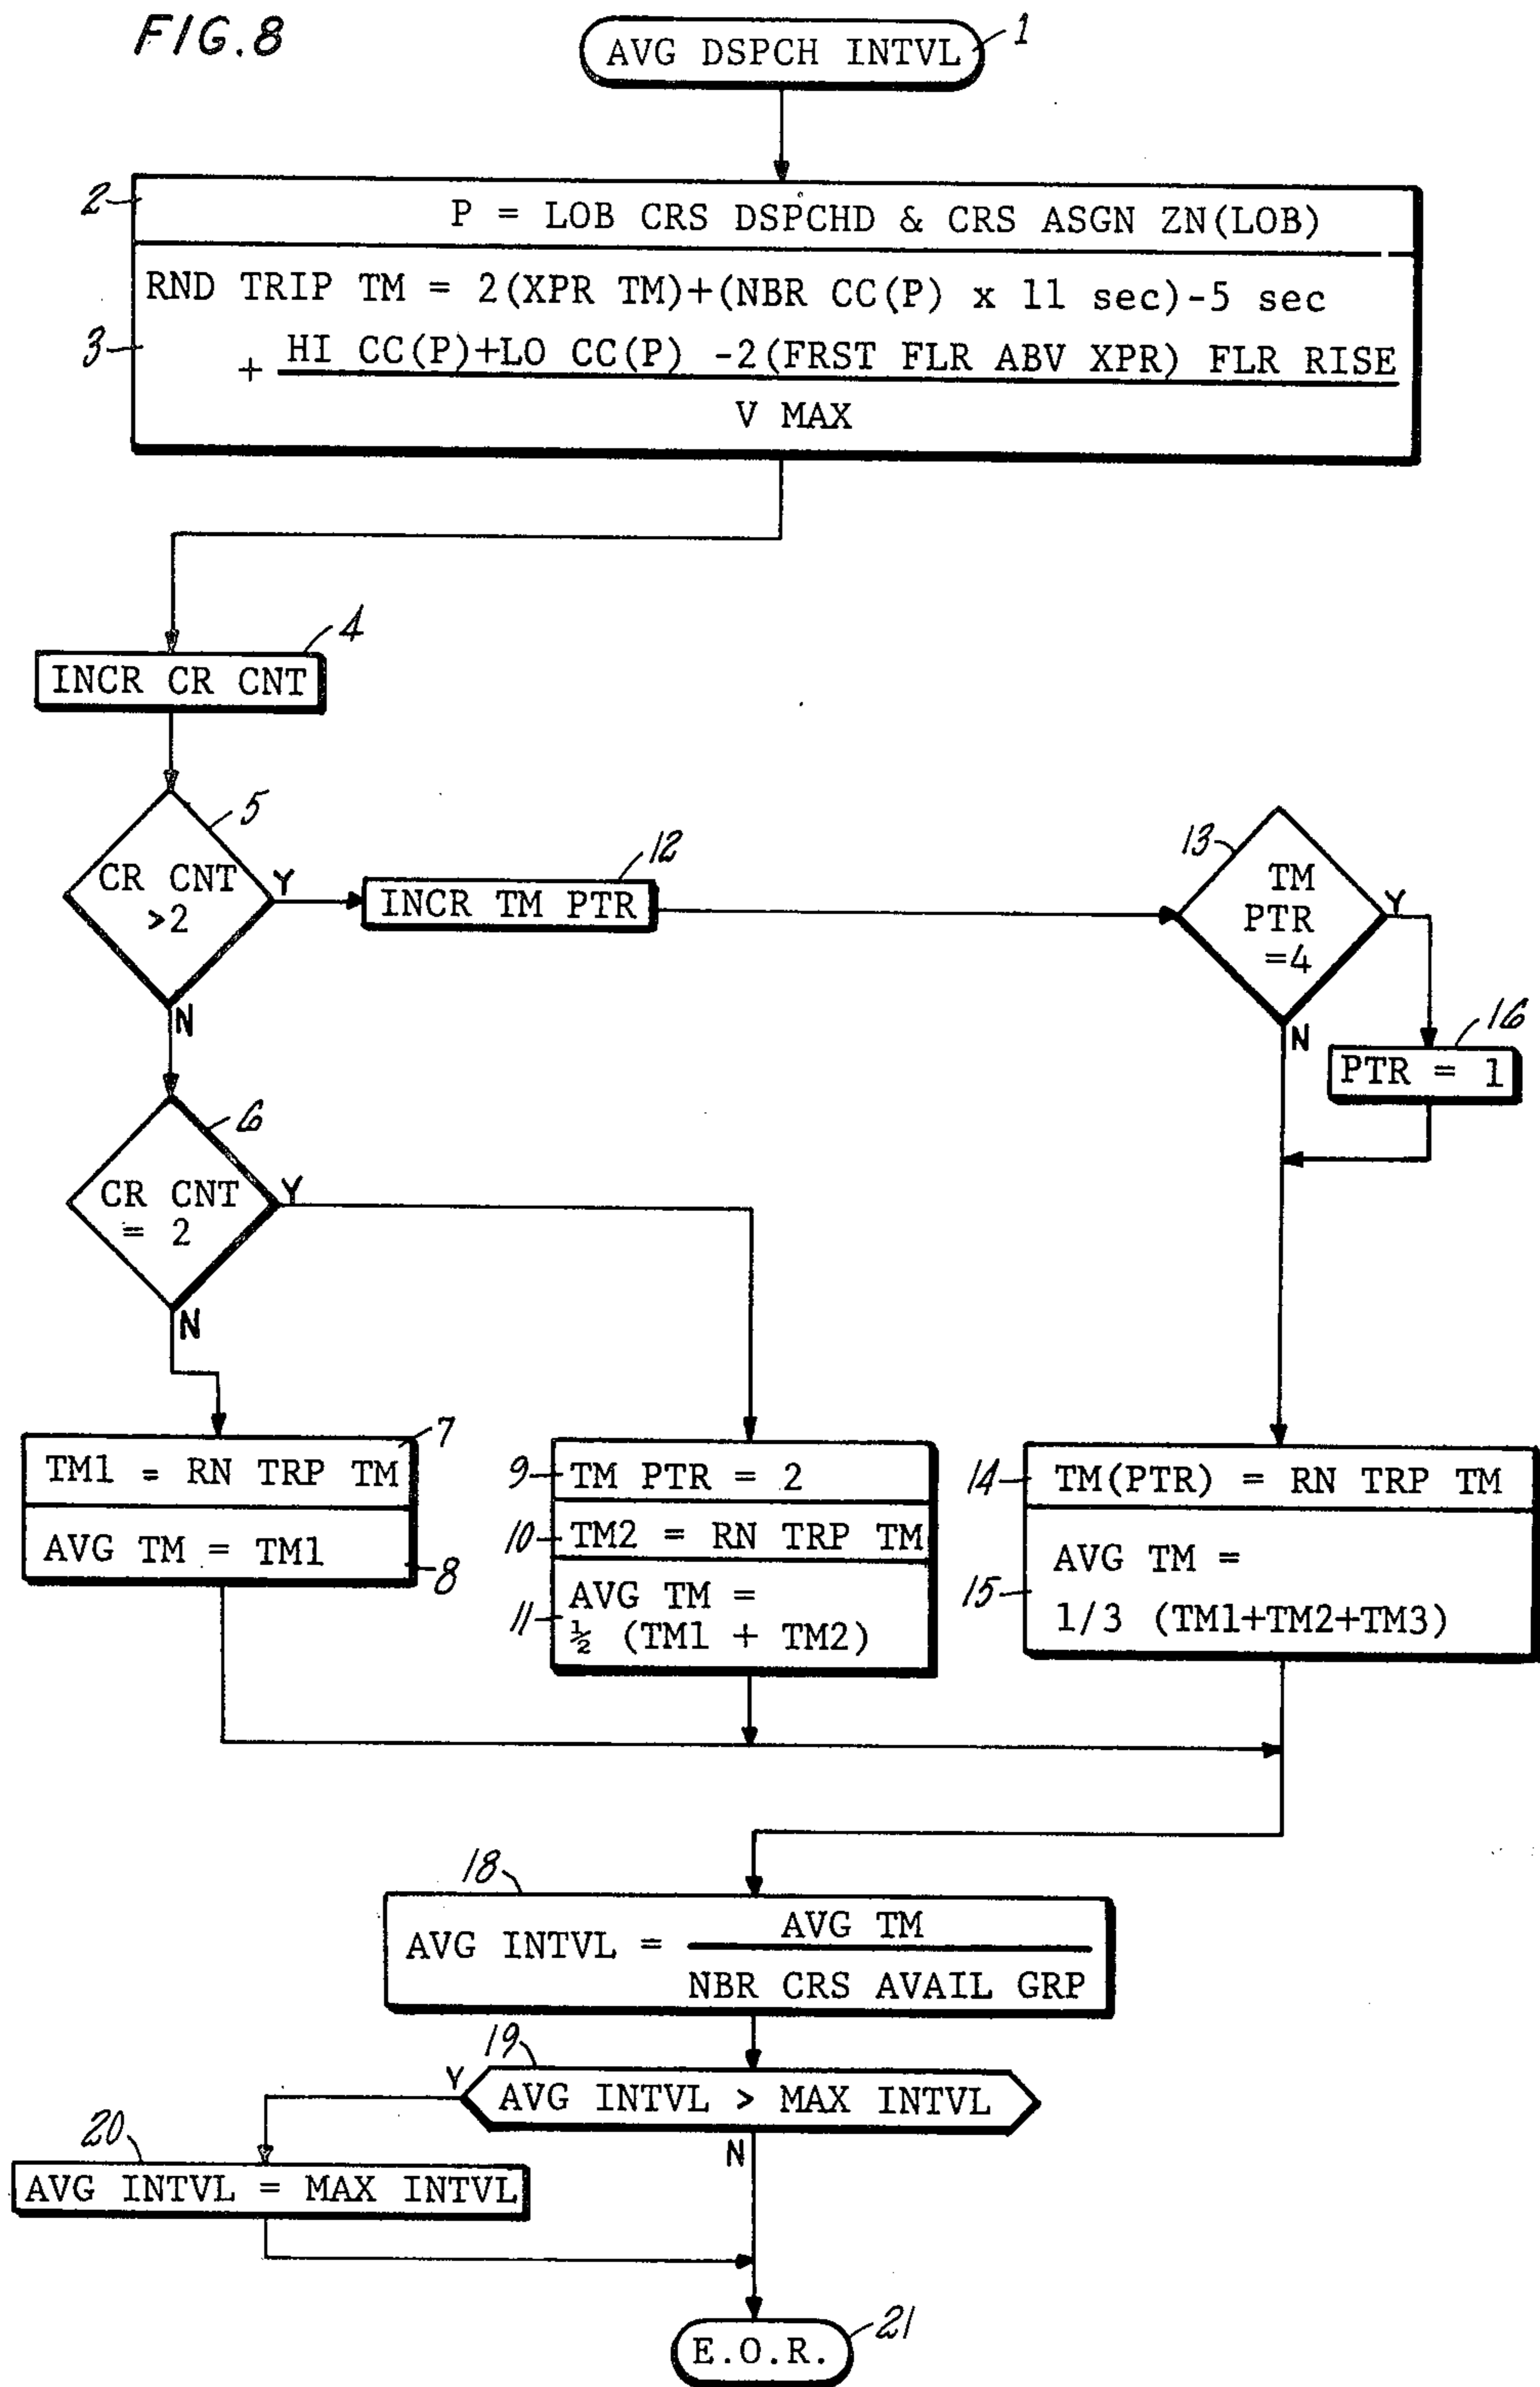 FIG. 8
AVG DSPCH INTVL
1
2
P = LOB CRS DSPCHD & CRS ASGN ZN(LOB)
RND TRIP TM = 2(XPR TM)+(NBR CC(P) x 11 sec)-5 sec
3
+ HI CC(P)+LO CC(P) -2(FRST FLR ABV XPR) FLR RISE
V MAX
4
INCR CR CNT
5
CR CNT
>2
Y
N
12
INCR TM PTR
13
TM
PTR
=4
Y
N
16
PTR = 1
6
CR CNT
= 2
Y
N
7
TM1 = RN TRP TM
AVG TM = TM1
8
9
TM PTR = 2
10
TM2 = RN TRP TM
11
AVG TM =
½ (TM1 + TM2)
14
TM(PTR) = RN TRP TM
15
AVG TM =
1/3 (TM1+TM2+TM3)
18
AVG INTVL = AVG TM
NBR CRS AVAIL GRP
19
Y
AVG INTVL > MAX INTVL
N
20
AVG INTVL = MAX INTVL
E.O.R.
21